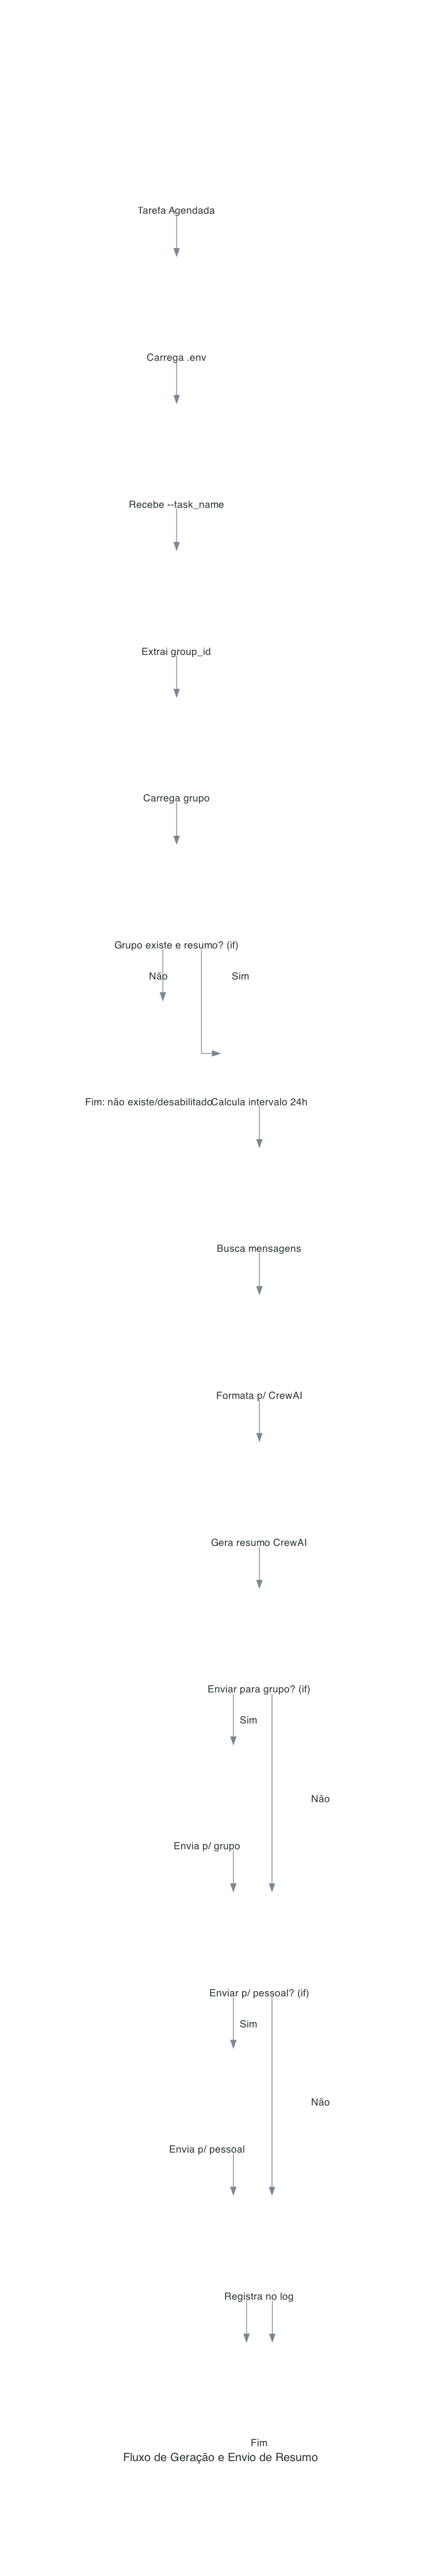 Tarefa Agendada
Carrega .env
Recebe --task_name
Extrai group_id
Carrega grupo
Grupo existe e resumo? (if)
Não
Sim
Fim: não existe/desabilitado
Calcula intervalo 24h
Busca mensagens
Formata p/ CrewAI
Gera resumo CrewAI
Enviar para grupo? (if)
Sim
Não
Envia p/ grupo
Enviar p/ pessoal? (if)
Sim
Não
Envia p/ pessoal
Registra no log
Fim
Fluxo de Geração e Envio de Resumo